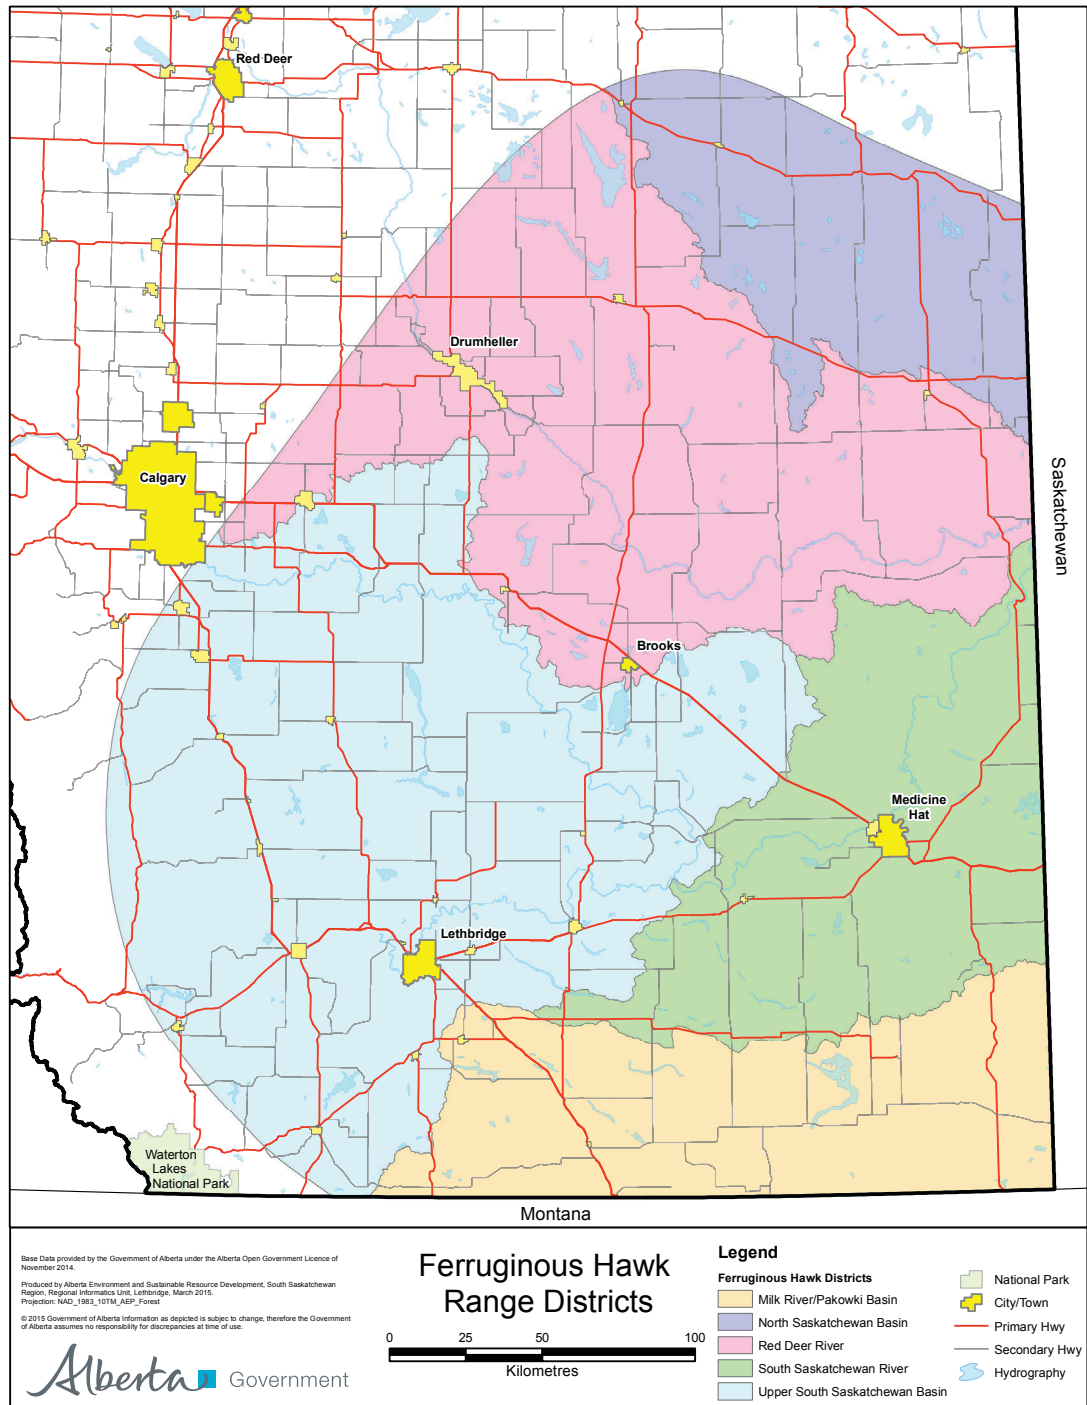 Red Deer
Drumheller
Calgary
Saskatchewan
Brooks
Medicine
Hat
Lethbridge
Waterton
Lakes
National Park
Montana
Base Data provided by the Government of Alberta under the Alberta Open Government Licence of
November 2014.
Produced by Alberta Environment and Sustainable Resource Development, South Saskatchewan
Region, Regional Informatics Unit, Lethbridge, March 2015.
Projection: NAD_1983_10TM_AEP_Forest
© 2015 Government of Alberta Information as depicted is subjec to change, therefore the Government
of Alberta assumes no responsibility for discrepancies at time of use.
Alberta Government
Ferruginous Hawk
Range Districts
0 25 50 100
Kilometres
Legend
Ferruginous Hawk Districts
Milk River/Pakowki Basin
North Saskatchewan Basin
Red Deer River
South Saskatchewan River
Upper South Saskatchewan Basin
National Park
City/Town
Primary Hwy
Secondary Hwy
Hydrography